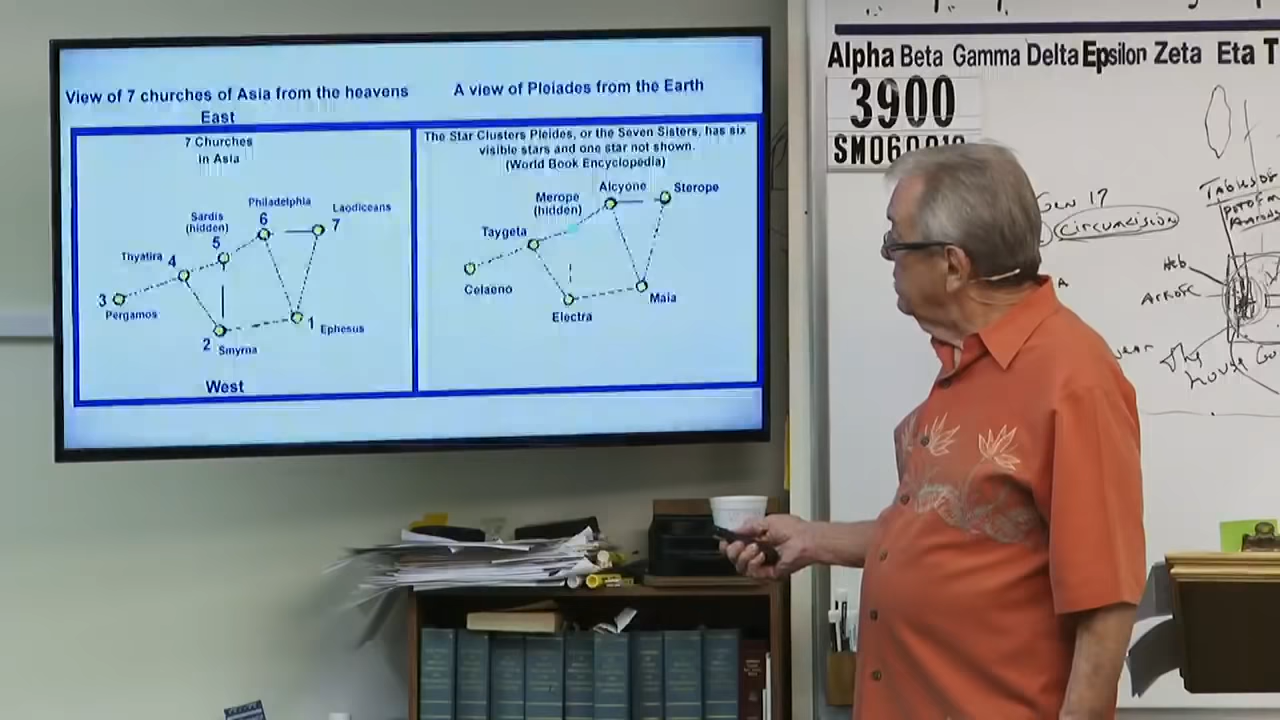 View of 7 churches of Asia from the heavens
East
7 Churches
in Asia
Philadelphia
6
Laodiceans
7
Sardis
(hidden)
5
Thyatira 4
3
Pergamos
1 Ephesus
2 Smyrna
West
A view of Pleiades from the Earth
The Star Clusters Pleides, or the Seven Sisters, has six
visible stars and one star not shown.
(World Book Encyclopedia)
Alcyone
Sterope
Merope
(hidden)
Taygeta
Celaeno
Maia
Electra
Alpha Beta Gamma Delta Epsilon Zeta Eta T
3900
Gen 17
Circumcision
Heb
A
house